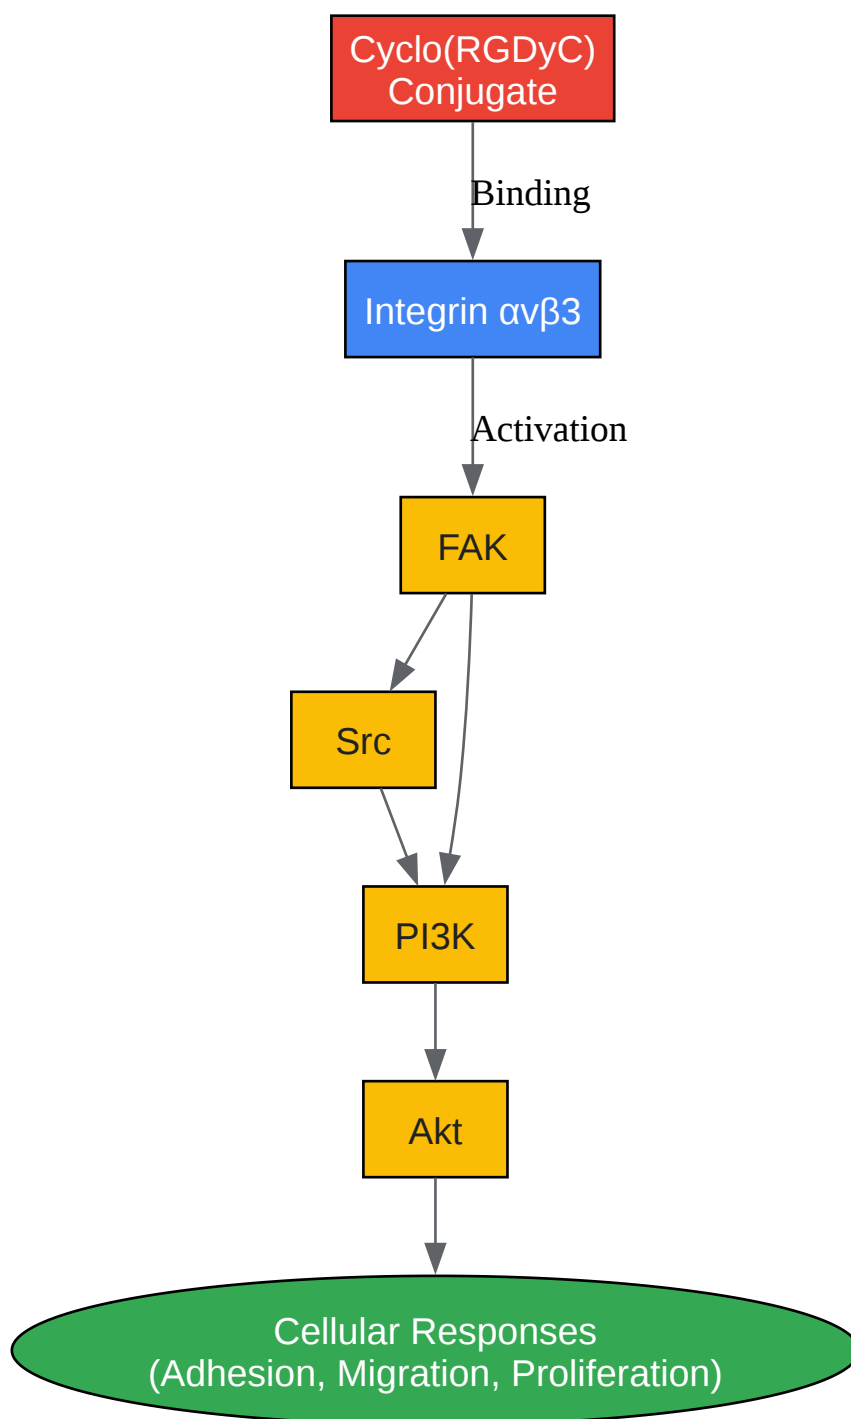 Cyclo(RGDyC)
Conjugate
Binding
Integrin αvβ3
Activation
FAK
Src
PI3K
Akt
Cellular Responses
(Adhesion, Migration, Proliferation)